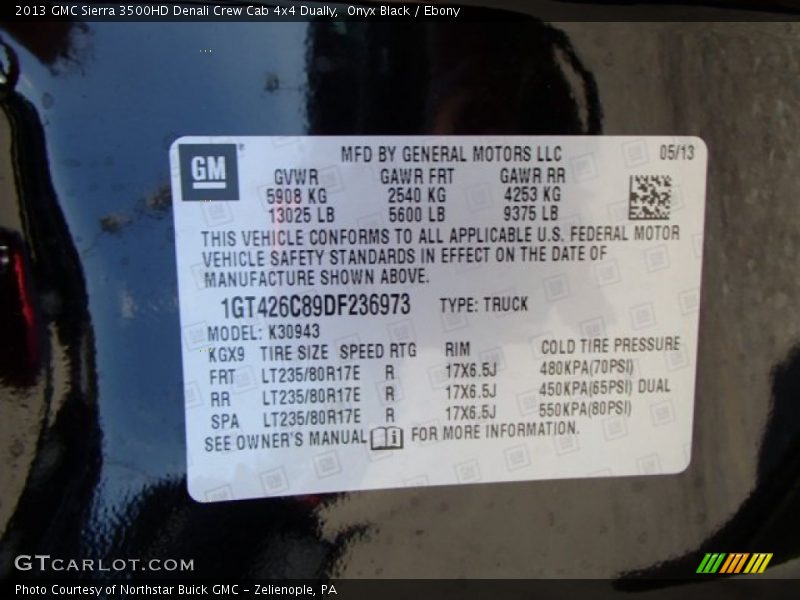 2013 GMC Sierra 3500HD Denali Crew Cab 4x4 Dually, Onyx Black / Ebony
GM
MFD BY GENERAL MOTORS LLC 05/13
GVWR GAWR FRT GAWR RR
5908 KG 2540 KG 4253 KG
13025 LB 5600 LB 9375 LB
THIS VEHICLE CONFORMS TO ALL APPLICABLE U.S. FEDERAL MOTOR
VEHICLE SAFETY STANDARDS IN EFFECT ON THE DATE OF
MANUFACTURE SHOWN ABOVE.
1GT426C89DF236973 TYPE: TRUCK
MODEL: K30943
KGX9 TIRE SIZE SPEED RTG RIM COLD TIRE PRESSURE
FRT LT235/80R17E R 17X6.5J 480KPA(70PSI)
RR LT235/80R17E R 17X6.5J 450KPA(65PSI) DUAL
SPA LT235/80R17E R 17X6.5J 550KPA(80PSI)
SEE OWNER'S MANUAL i FOR MORE INFORMATION.
GTCARLOT.COM
Photo Courtesy of Northstar Buick GMC - Zelienople, PA